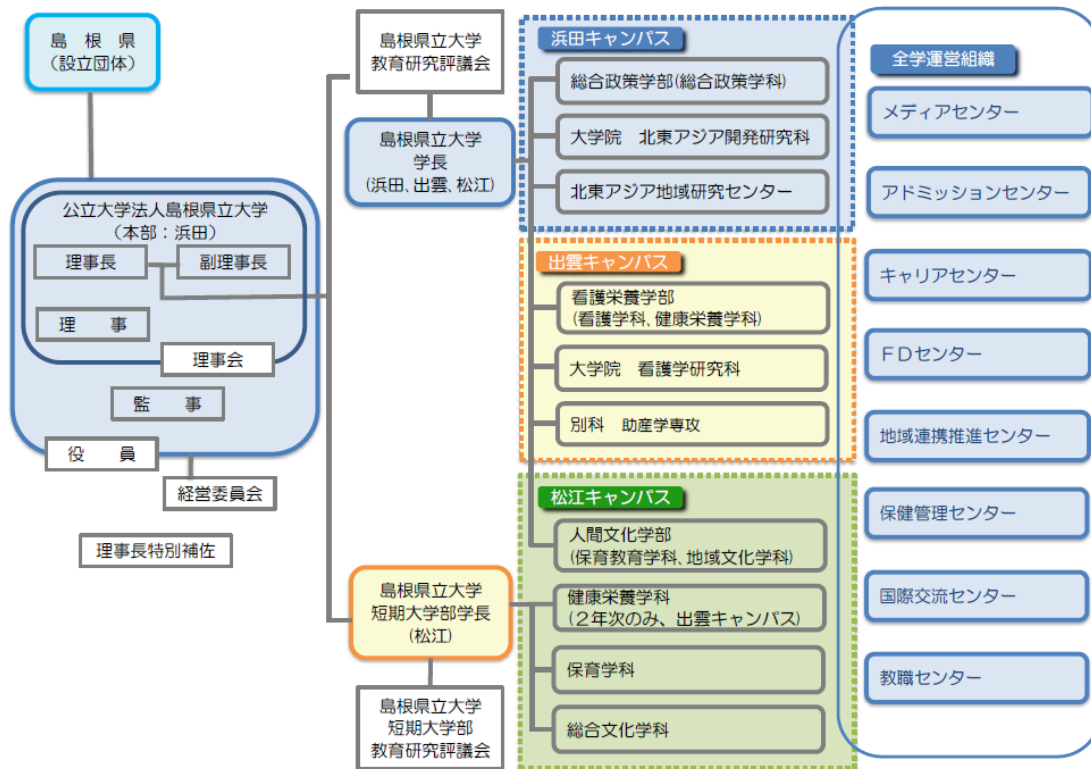 島 根 県
(設立団体)
公立大学法人島根県立大学
(本部:浜田)
理事長
副理事長
理 事
理事会
監 事
役 員
経営委員会
理事長特別補佐
島根県立大学
教育研究評議会
島根県立大学
学長
(浜田、出雲、松江)
島根県立大学
短期大学部学長
(松江)
島根県立大学
短期大学部
教育研究評議会
浜田キャンパス
総合政策学部(総合政策学科)
大学院 北東アジア開発研究科
北東アジア地域研究センター
出雲キャンパス
看護栄養学部
(看護学科、健康栄養学科)
大学院 看護学研究科
別科 助産学専攻
松江キャンパス
人間文化学部
(保育教育学科、地域文化学科)
健康栄養学科
(2年次のみ、出雲キャンパス)
保育学科
総合文化学科
全学運営組織
メディアセンター
アドミッションセンター
キャリアセンター
FDセンター
地域連携推進センター
保健管理センター
国際交流センター
教職センター